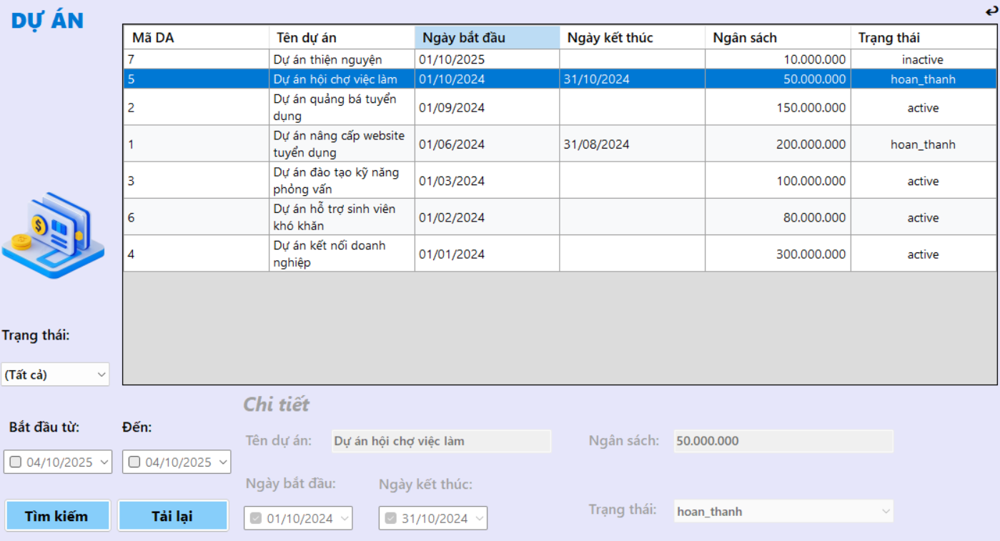 DỰ ÁN
Mã DA Tên dự án Ngày bắt đầu Ngày kết thúc Ngân sách Trạng thái
7 Dự án thiện nguyện 01/10/2025 10.000.000 inactive
5 Dự án hội chợ việc làm 01/10/2024 31/10/2024 50.000.000 hoan_thanh
2 Dự án quảng bá tuyển 01/09/2024 150.000.000 active
dụng
1 Dự án nâng cấp website 01/06/2024 31/08/2024 200.000.000 hoan_thanh
tuyển dụng
3 Dự án đào tạo kỹ năng 01/03/2024 100.000.000 active
phỏng vấn
6 Dự án hỗ trợ sinh viên 01/02/2024 80.000.000 active
khó khăn
4 Dự án kết nối doanh 01/01/2024 300.000.000 active
nghiệp
$
Trạng thái:
(Tất cả)
Bắt đầu từ: Đến:
04/10/2025 04/10/2025
Tìm kiếm Tải lại
Chi tiết
Tên dự án: Dự án hội chợ việc làm Ngân sách: 50.000.000
Ngày bắt đầu: Ngày kết thúc:
01/10/2024 31/10/2024 Trạng thái: hoan_thanh